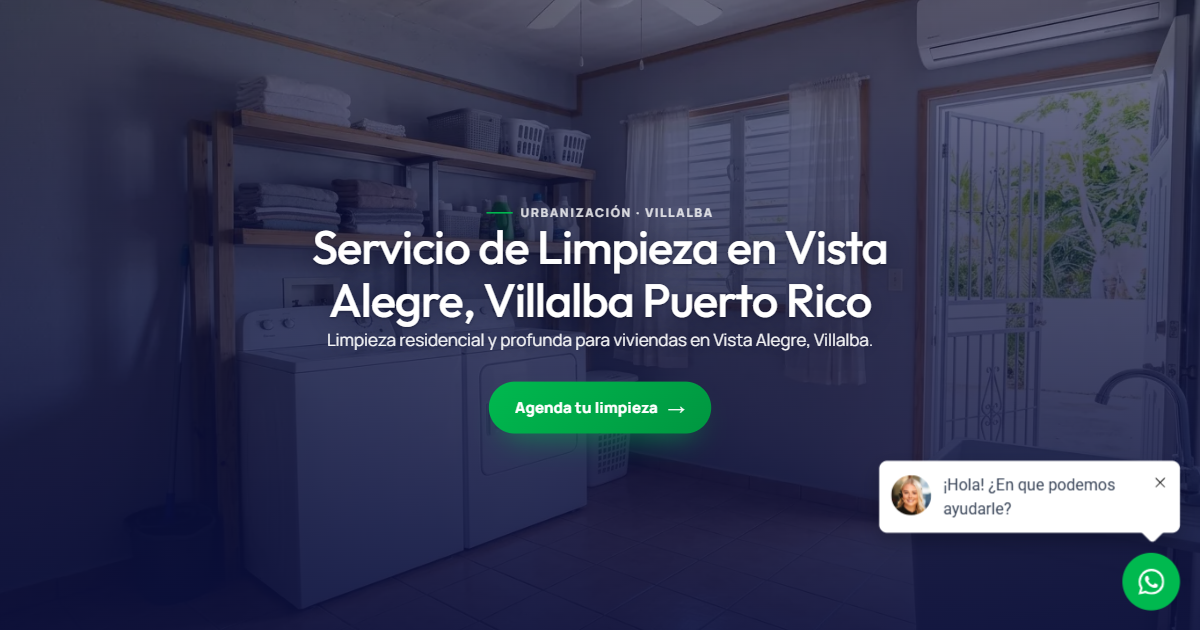 URBANIZACIÓN · VILLALBA
Servicio de Limpieza en Vista
Alegre, Villalba Puerto Rico
Limpieza residencial y profunda para viviendas en Vista Alegre, Villalba.
Agenda tu limpieza →
¡Hola! ¿En que podemos
ayudarle?